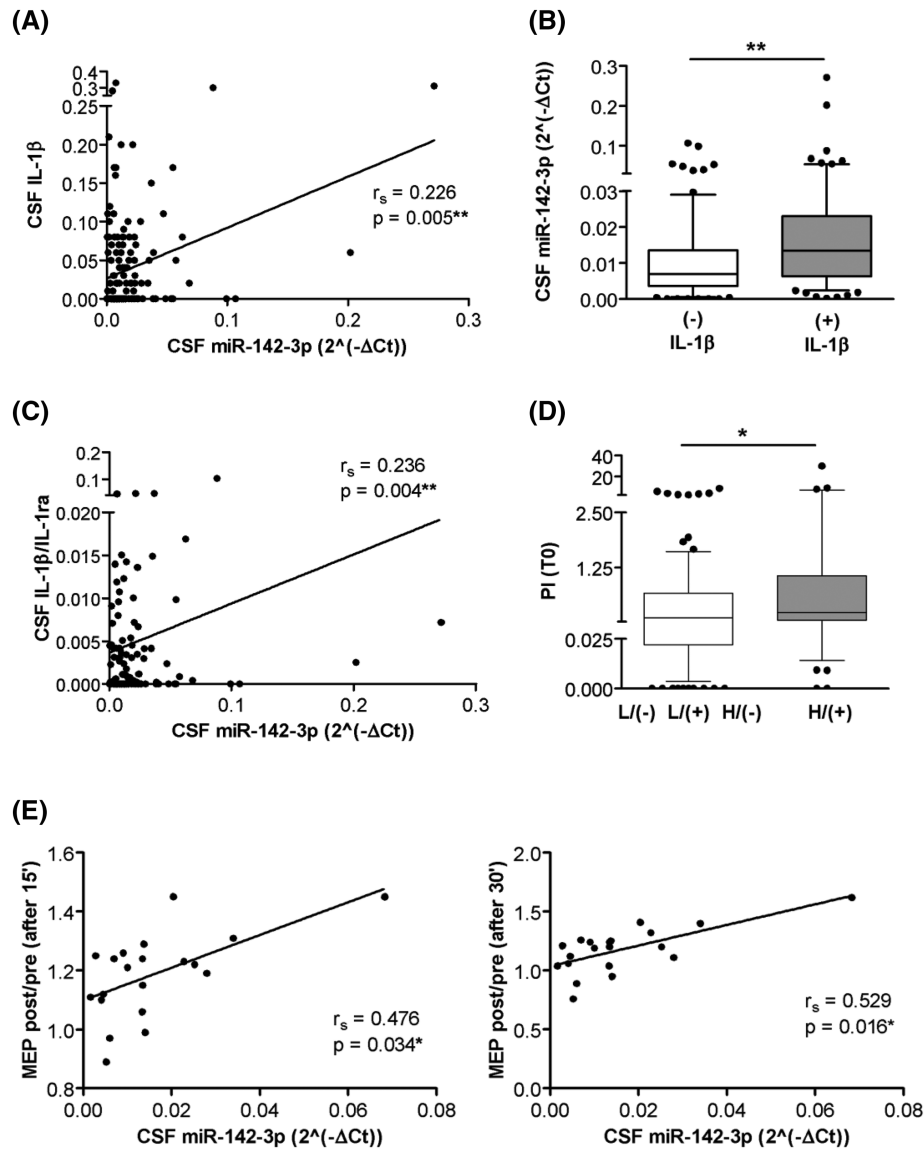 (A)
0.4
0.3
0.25
0.20
0.15
0.10
0.05
0.00
CSF IL-1β
rs = 0.226
p = 0.005**
0.0 0.1 0.2 0.3
CSF miR-142-3p (2^(-ΔCt))
(B)
**
CSF miR-142-3p (2^(-ΔCt))
0.3
0.2
0.1
0.03
0.02
0.01
0.00
(-) (+)
IL-1β IL-1β
(C)
0.2
0.1
0.020
0.015
0.010
0.005
0.000
CSF IL-1β/IL-1ra
rs = 0.236
p = 0.004**
0.0 0.1 0.2 0.3
CSF miR-142-3p (2^(-ΔCt))
(D)
*
PI (T0)
40
20
2.50
1.25
0.025
0.000
L/(-) L/(+) H/(-) H/(+)
(E)
MEP post/pre (after 15')
1.6
1.4
1.2
1.0
0.8
rs = 0.476
p = 0.034*
0.00 0.02 0.04 0.06 0.08
CSF miR-142-3p (2^(-ΔCt))
MEP post/pre (after 30')
2.0
1.5
1.0
0.5
0.0
rs = 0.529
p = 0.016*
0.00 0.02 0.04 0.06 0.08
CSF miR-142-3p (2^(-ΔCt))